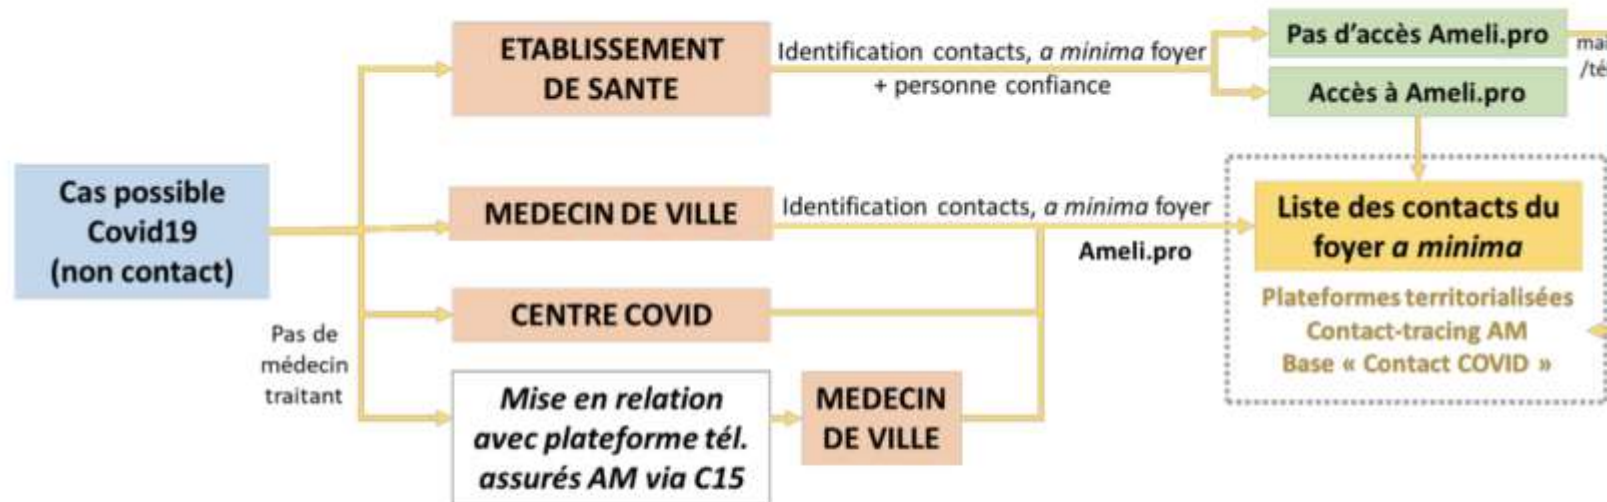 ETABLISSEMENT
DE SANTE
Identification contacts, a minima foyer
+ personne confiance
Pas d'accès Ameli.pro
Accès à Ameli.pro
Cas possible
Covid19
(non contact)
MEDECIN DE VILLE
Identification contacts, a minima foyer
Ameli.pro
Liste des contacts du
foyer a minima
Plateformes territorialisées
Contact-tracing AM
Base « Contact COVID »
CENTRE COVID
Pas de
médecin
traitant
Mise en relation
avec plateforme tél.
assurés AM via C15
MEDECIN
DE VILLE